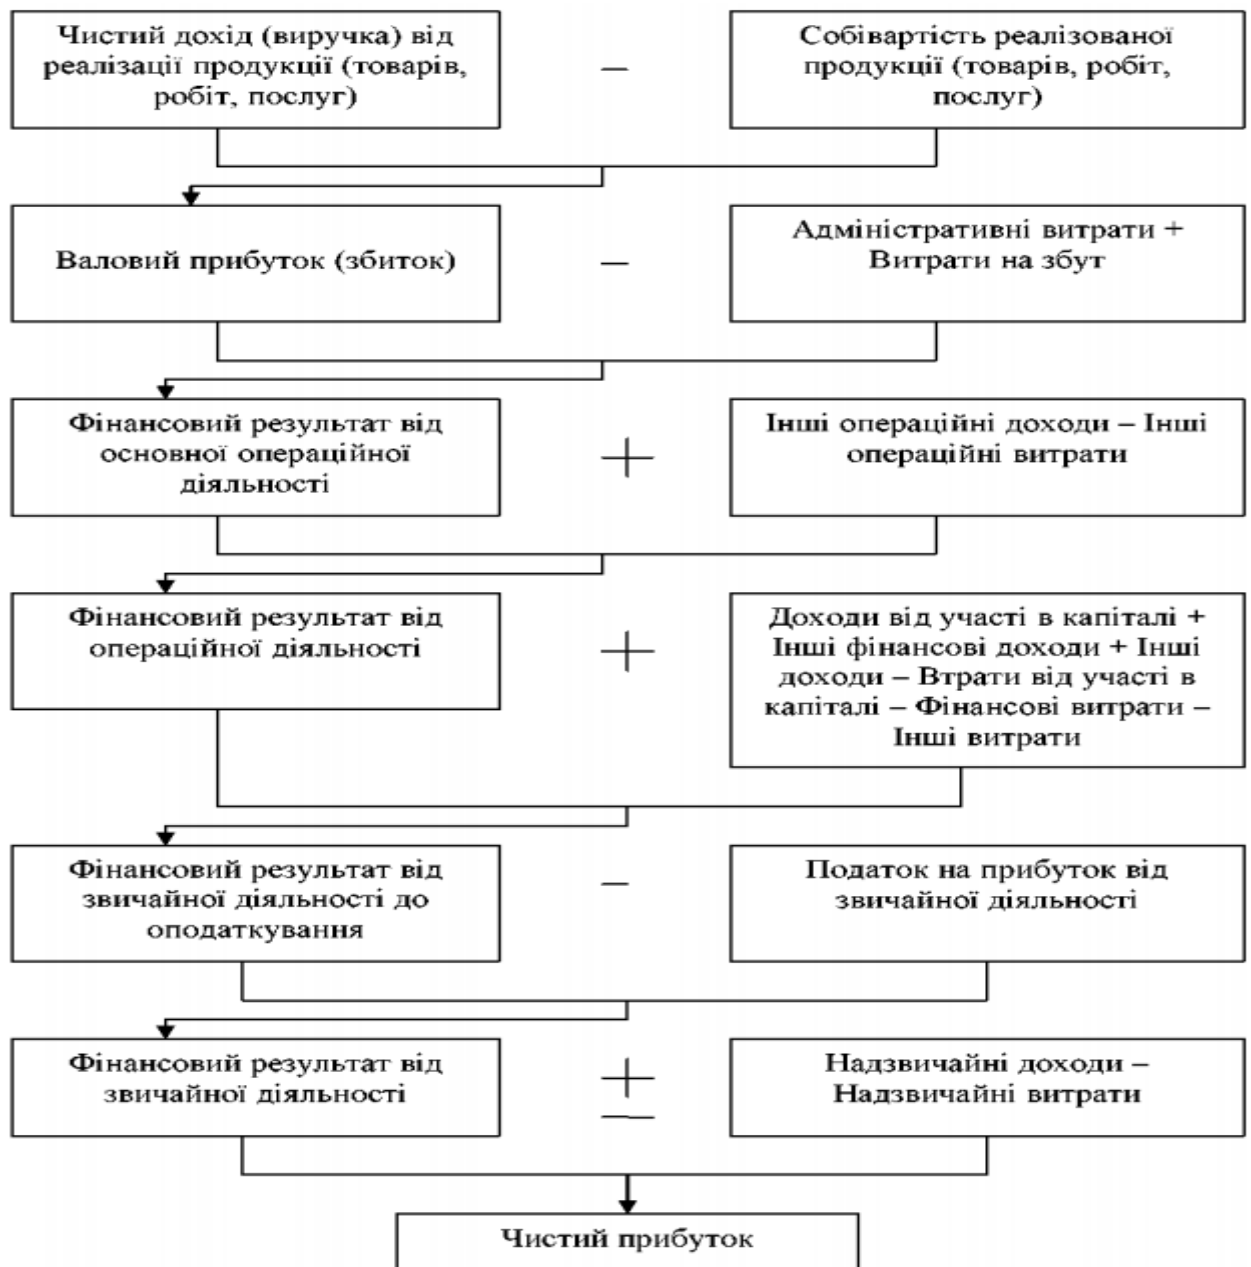 Чистий дохід (виручка) від
реалізації продукції (товарів,
робіт, послуг)
–
Собівартість реалізованої
продукції (товарів, робіт,
послуг)
Валовий прибуток (збиток)
–
Адміністративні витрати +
Витрати на збут
Фінансовий результат від
основної операційної
діяльності
+
Інші операційні доходи – Інші
операційні витрати
Фінансовий результат від
операційної діяльності
+
Доходи від участі в капіталі +
Інші фінансові доходи + Інші
доходи – Втрати від участі в
капіталі – Фінансові витрати –
Інші витрати
Фінансовий результат від
звичайної діяльності до
оподаткування
–
Податок на прибуток від
звичайної діяльності
Фінансовий результат від
звичайної діяльності
+
–
Надзвичайні доходи –
Надзвичайні витрати
Чистий прибуток